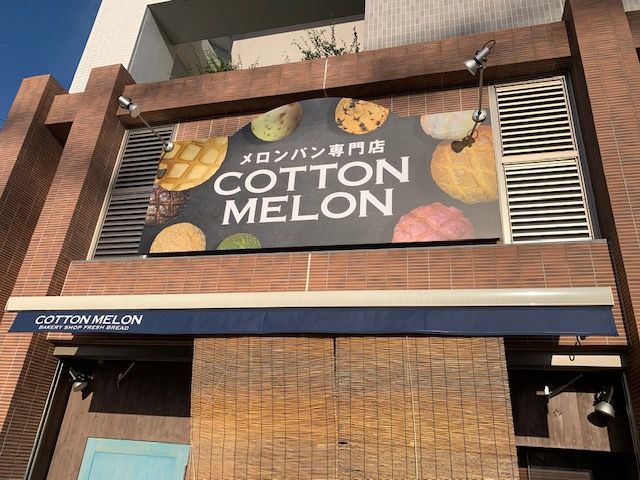 メロンパン専門店
COTTON
MELON
COTTON MELON
BAKERY SHOP FRESH BREAD